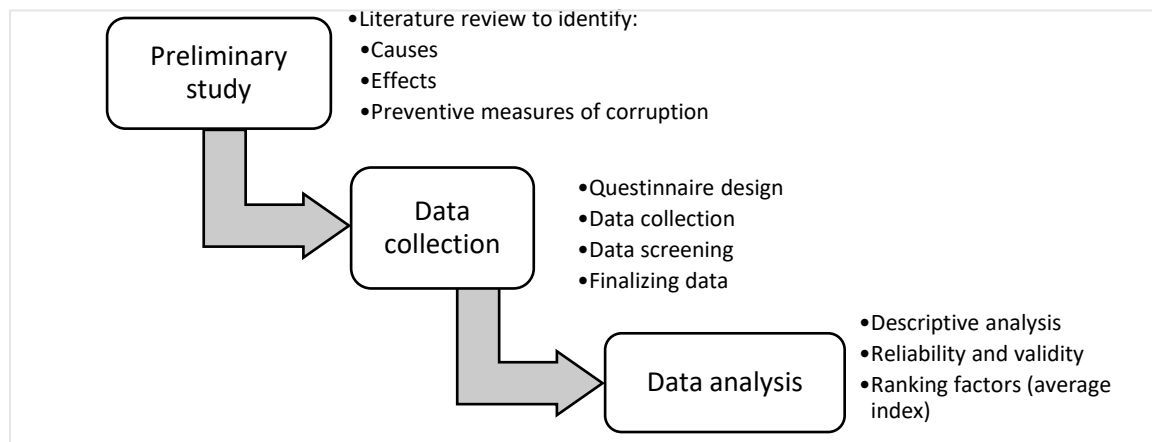 Preliminary
study
•Literature review to identify:
•Causes
•Effects
•Preventive measures of corruption
Data
collection
•Questinnaire design
•Data collection
•Data screening
•Finalizing data
Data analysis
•Descriptive analysis
•Reliability and validity
•Ranking factors (average
index)